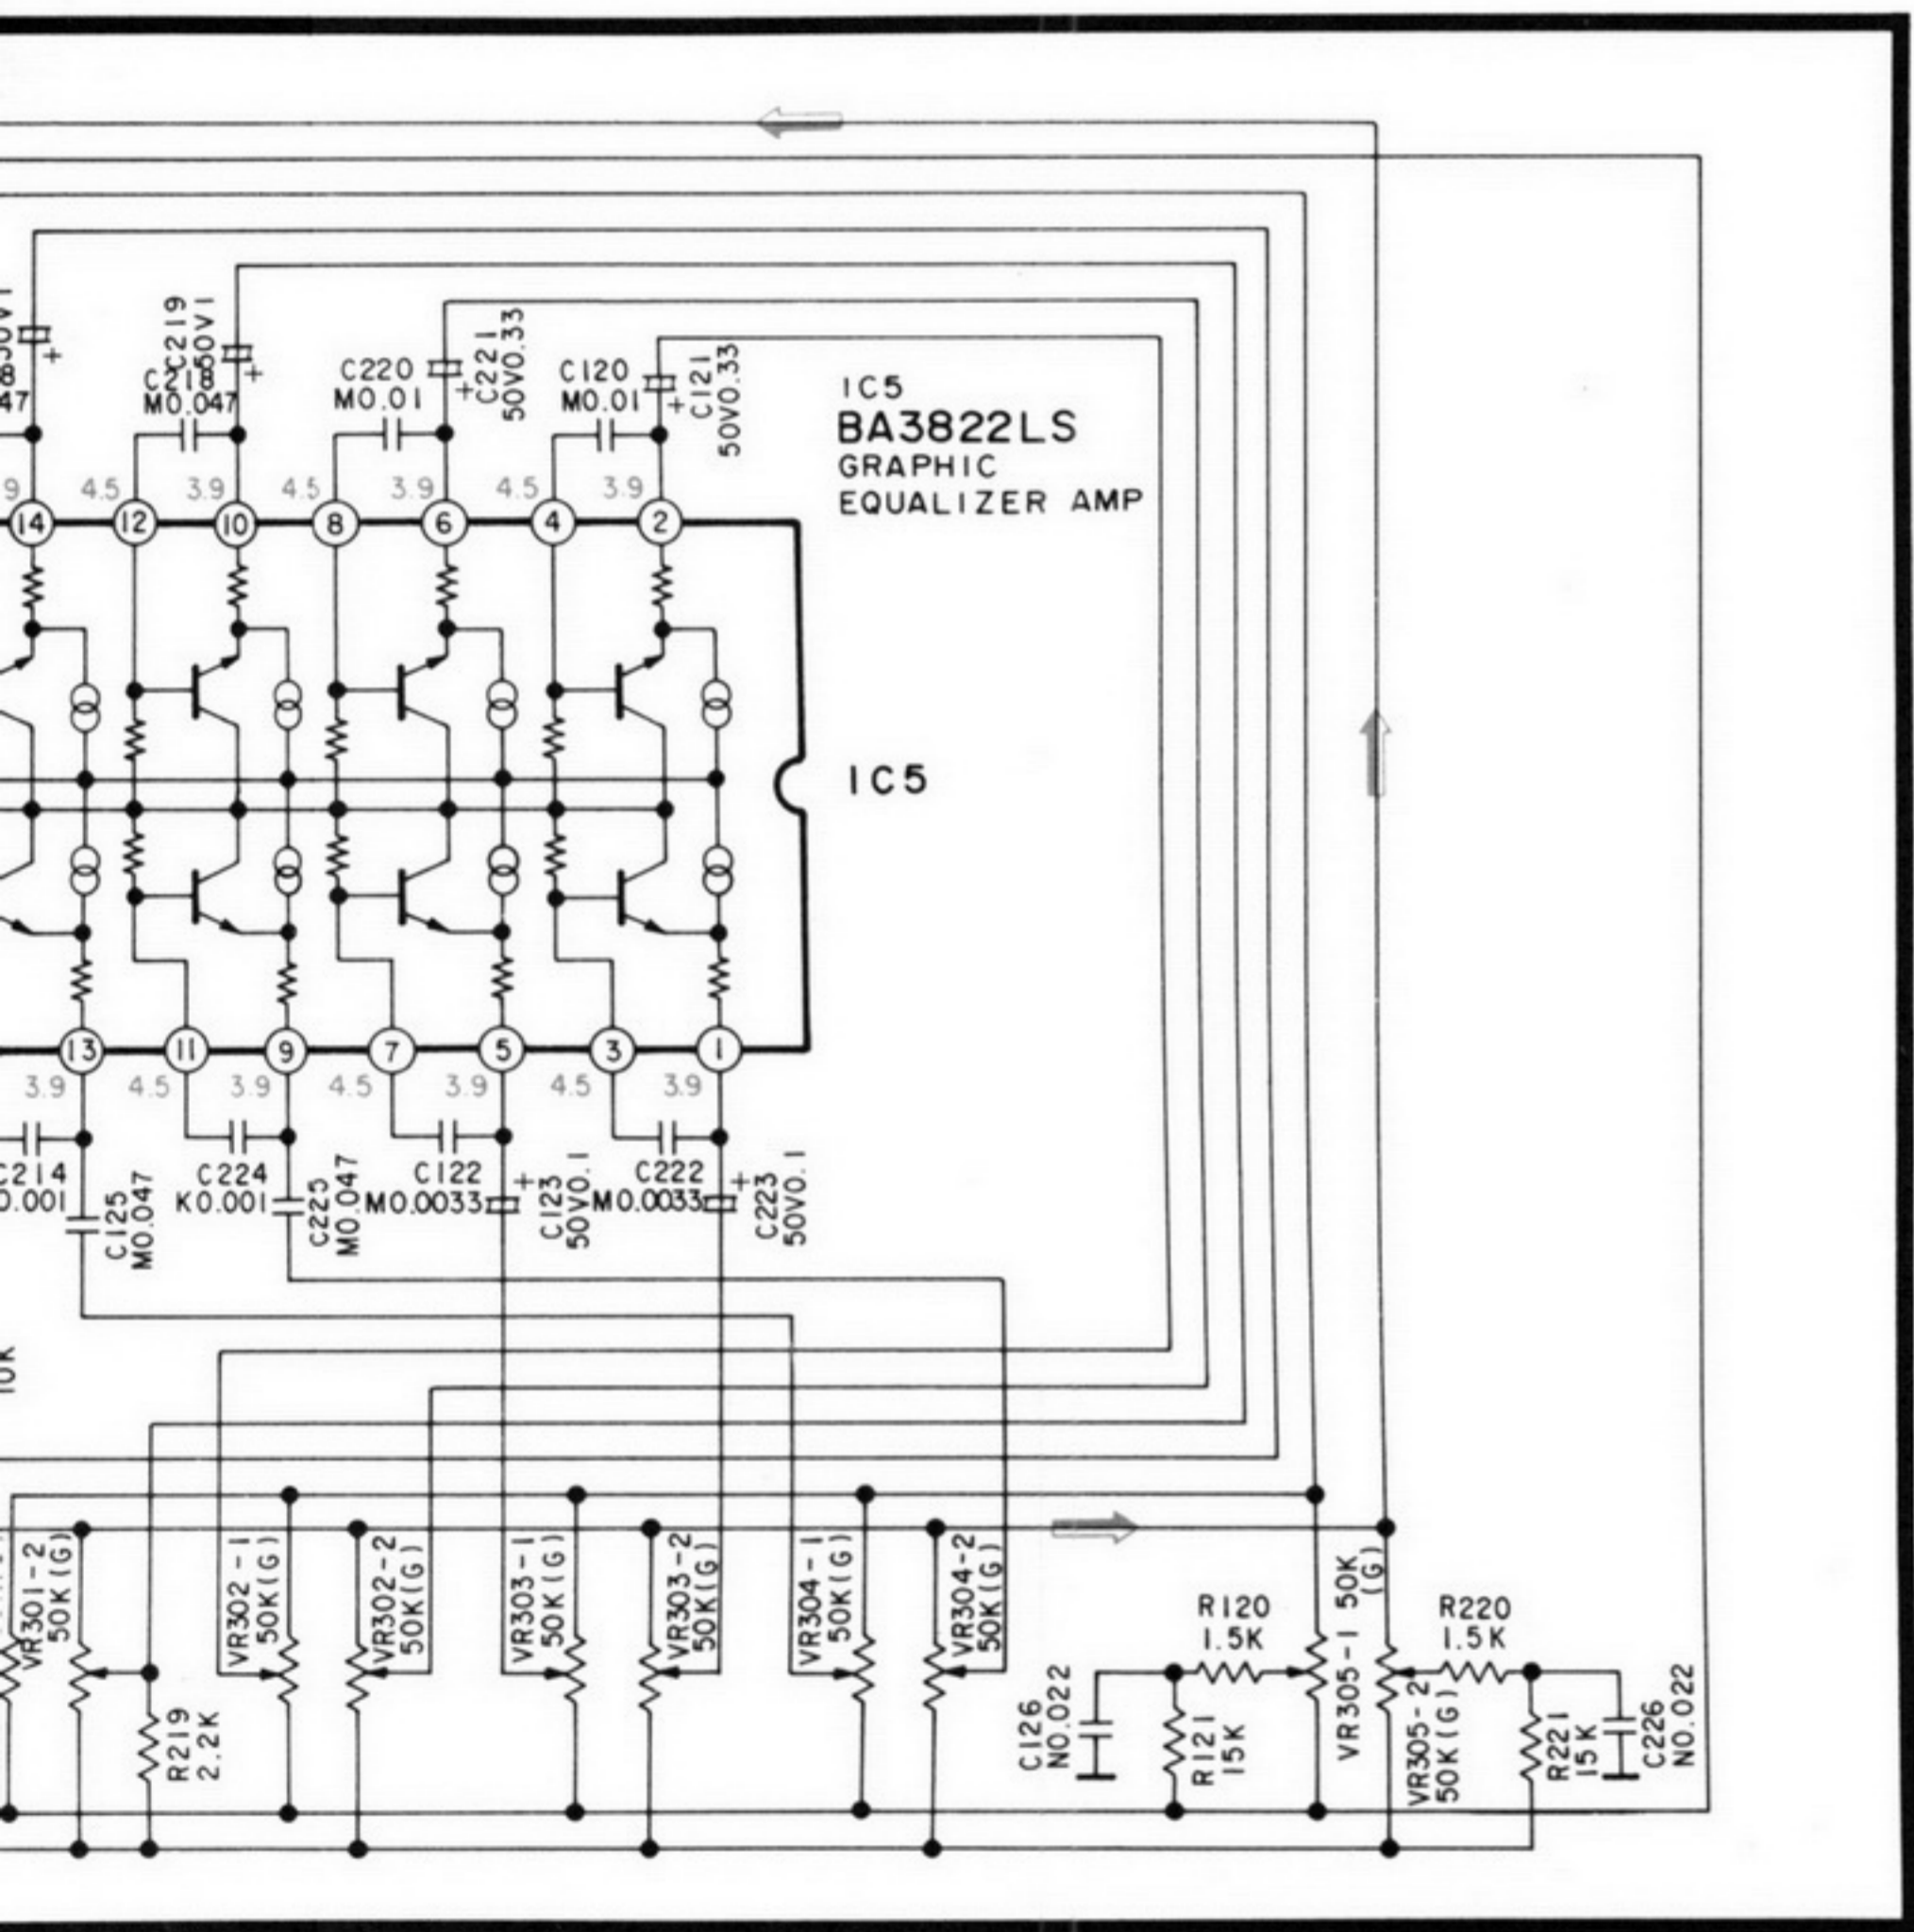 C219
50V1
C218
M0.047
C220
M0.01
C221
50V0.33
C120
M0.01
C121
50V0.33
IC5
BA3822LS
GRAPHIC
EQUALIZER AMP
47
9
4.5
3.9
4.5
3.9
4.5
3.9
14
12
10
8
6
4
2
IC5
13
11
9
7
5
3
1
3.9
4.5
3.9
4.5
3.9
4.5
3.9
C214
0.001
C125
M0.047
C224
K0.001
C225
M0.047
C122
M0.0033
C123
50V0.1
C222
M0.0033
C223
50V0.1
10K
VR301-2
50K(G)
VR302-1
50K(G)
VR302-2
50K(G)
VR303-1
50K(G)
VR303-2
50K(G)
VR304-1
50K(G)
VR304-2
50K(G)
R219
2.2K
R120
1.5K
VR305-1 50K
(G)
R220
1.5K
C126
N0.022
R121
15K
VR305-2
50K(G)
R221
15K
C226
N0.022